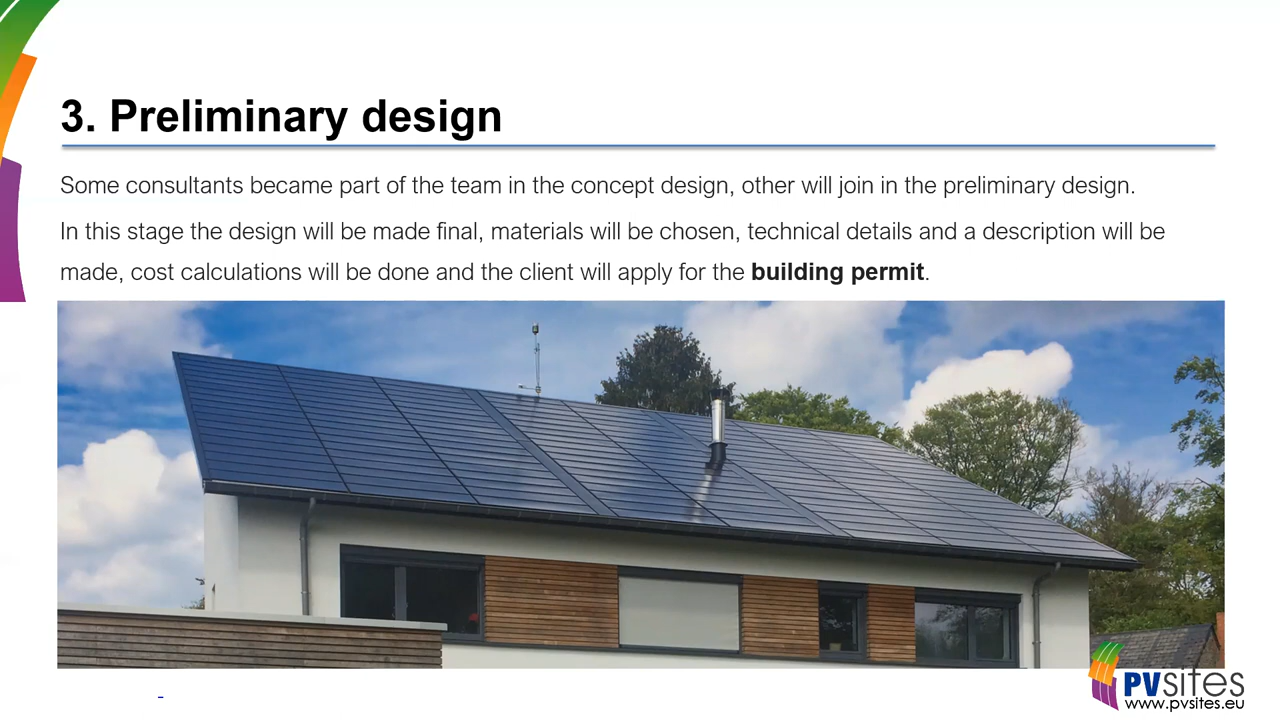 3. Preliminary design
Some consultants became part of the team in the concept design, other will join in the preliminary design.
In this stage the design will be made final, materials will be chosen, technical details and a description will be
made, cost calculations will be done and the client will apply for the building permit.
PVsites
www.pvsites.eu